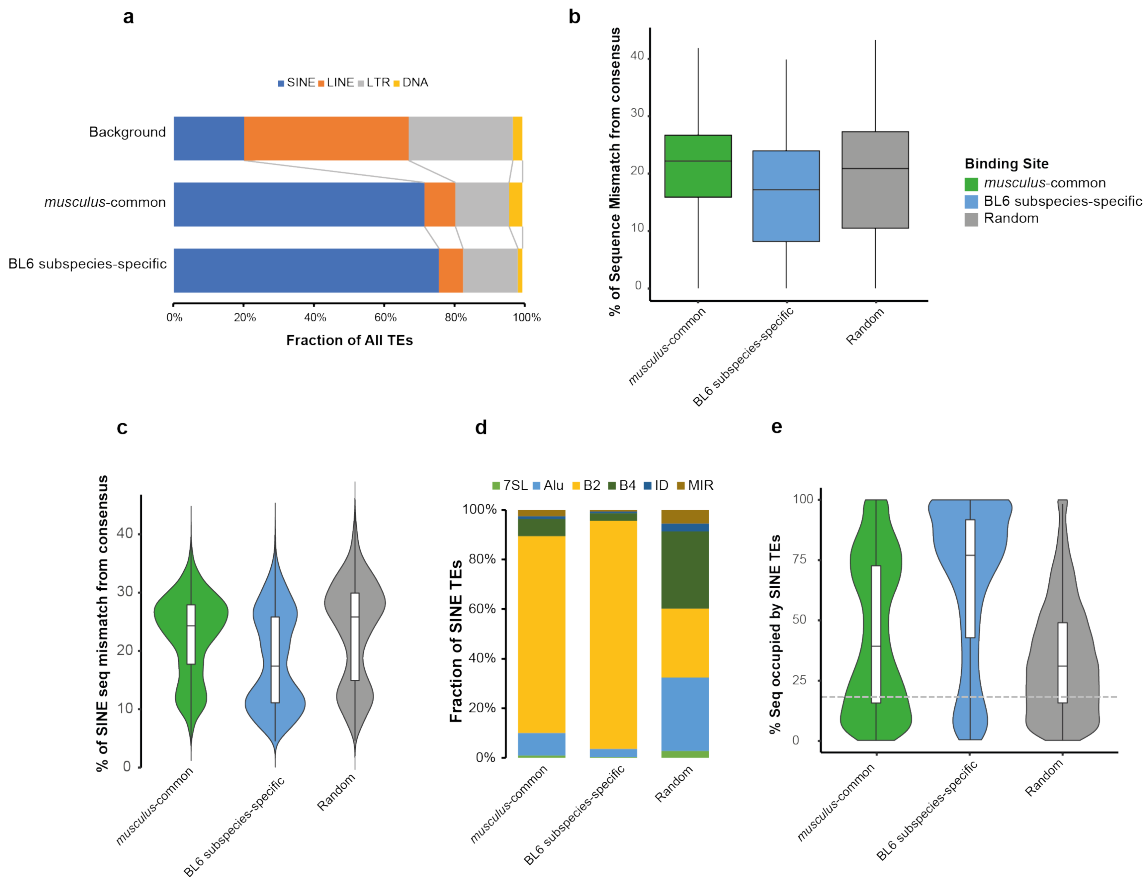 a
SINE LINE LTR DNA
Background
musculus-common
BL6 subspecies-specific
0% 20% 40% 60% 80% 100%
Fraction of All TEs
b
% of Sequence Mismatch from consensus
40
30
20
10
0
musculus-common
BL6 subspecies-specific
Random
Binding Site
musculus-common
BL6 subspecies-specific
Random
c
% of SINE seq mismatch from consensus
40
30
20
10
0
musculus-common
BL6 subspecies-specific
Random
d
7SL Alu B2 B4 ID MIR
Fraction of SINE TEs
100%
80%
60%
40%
20%
0%
musculus-common
BL6 subspecies-specific
Random
e
% Seq occupied by SINE TEs
100
75
50
25
0
musculus-common
BL6 subspecies-specific
Random